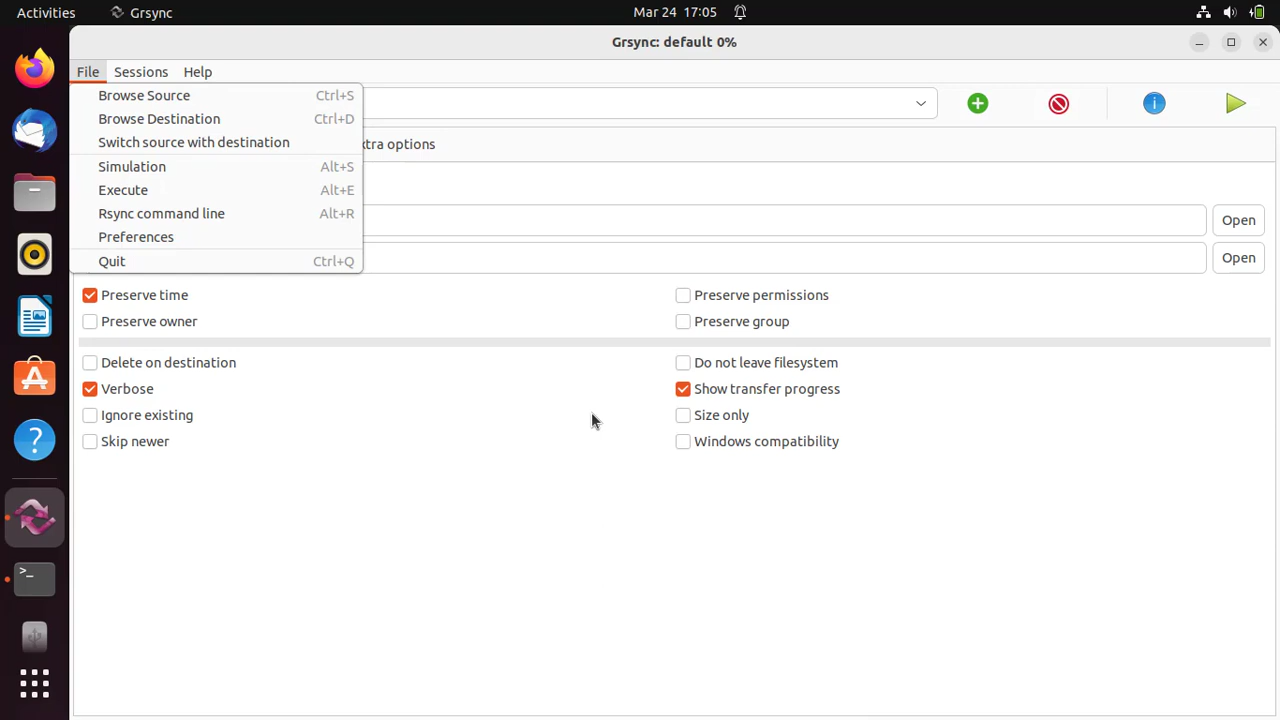 Activities Grsync Mar 24 17:05
Grsync: default 0%
File Sessions Help
Browse Source Ctrl+S
Browse Destination Ctrl+D
Switch source with destination
xtra options
Simulation Alt+S
Execute Alt+E
Rsync command line Alt+R
Open
Preferences
Quit Ctrl+Q
Open
Preserve time Preserve permissions
Preserve owner Preserve group
Delete on destination Do not leave filesystem
Verbose Show transfer progress
Ignore existing Size only
Skip newer Windows compatibility